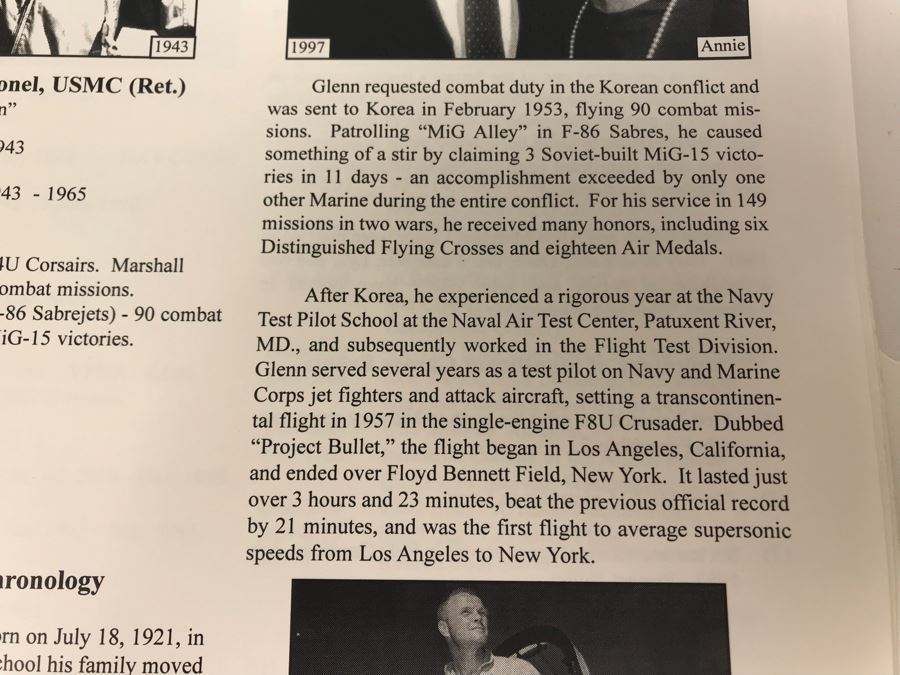 1943
onel, USMC (Ret.)
n”
943
43 - 1965
4U Corsairs. Marshall
ombat missions.
-86 Sabrejets) - 90 combat
iG-15 victories.
hronology
rn on July 18, 1921, in
chool his family moved
1997
Annie
Glenn requested combat duty in the Korean conflict and
was sent to Korea in February 1953, flying 90 combat mis-
sions. Patrolling “MiG Alley” in F-86 Sabres, he caused
something of a stir by claiming 3 Soviet-built MiG-15 victo-
ries in 11 days - an accomplishment exceeded by only one
other Marine during the entire conflict. For his service in 149
missions in two wars, he received many honors, including six
Distinguished Flying Crosses and eighteen Air Medals.
After Korea, he experienced a rigorous year at the Navy
Test Pilot School at the Naval Air Test Center, Patuxent River,
MD., and subsequently worked in the Flight Test Division.
Glenn served several years as a test pilot on Navy and Marine
Corps jet fighters and attack aircraft, setting a transcontinen-
tal flight in 1957 in the single-engine F8U Crusader. Dubbed
“Project Bullet,” the flight began in Los Angeles, California,
and ended over Floyd Bennett Field, New York. It lasted just
over 3 hours and 23 minutes, beat the previous official record
by 21 minutes, and was the first flight to average supersonic
speeds from Los Angeles to New York.